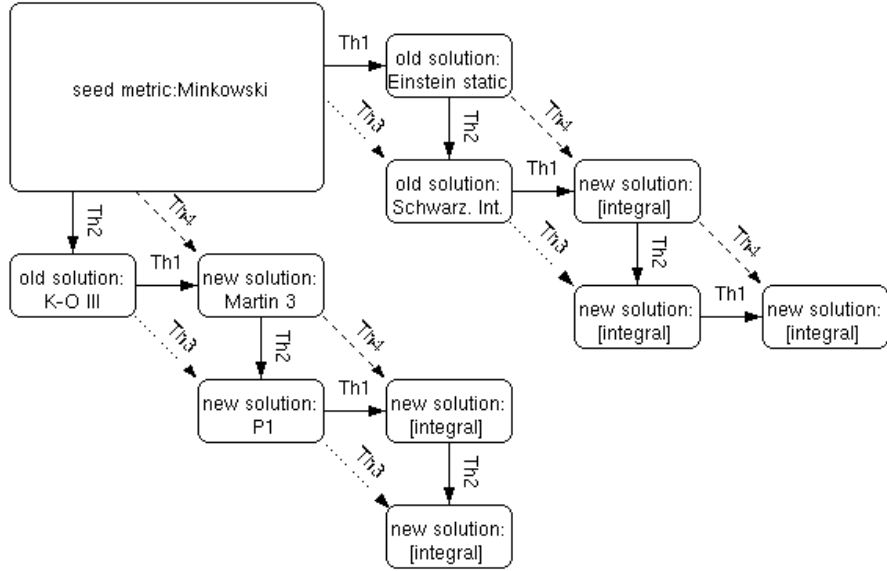 seed metric:Minkowski
Th1
old solution:
Einstein static
Th3
Th2
Th4
old solution:
Schwarz. Int.
Th1
new solution:
[integral]
Th2
Th4
Th3
Th2
Th4
old solution:
K-O III
Th1
new solution:
Martin 3
new solution:
[integral]
Th1
new solution:
[integral]
Th3
Th2
Th4
new solution:
P1
Th1
new solution:
[integral]
Th3
Th2
new solution:
[integral]